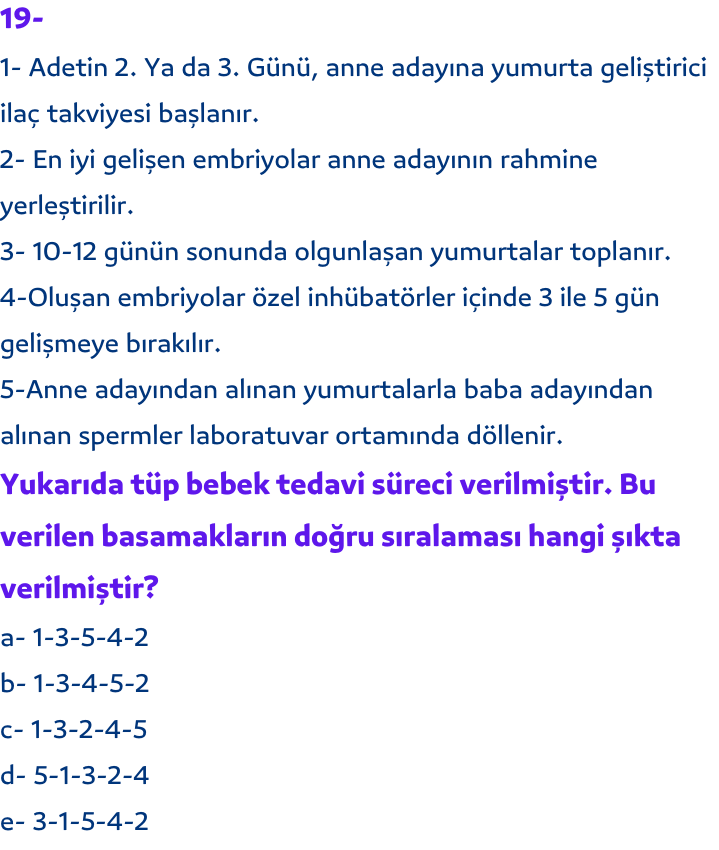 19-
1- Adetin 2. Ya da 3. Günü, anne adayına yumurta geliştirici
ilaç takviyesi başlanır.
2- En iyi gelişen embriyolar anne adayının rahmine
yerleştirilir.
3- 10-12 günün sonunda olgunlaşan yumurtalar toplanır.
4-Oluşan embriyolar özel inhübatörler içinde 3 ile 5 gün
gelişmeye bırakılır.
5-Anne adayından alınan yumurtalarla baba adayından
alınan spermler laboratuvar ortamında döllenir.
Yukarıda tüp bebek tedavi süreci verilmiştir. Bu
verilen basamakların doğru sıralaması hangi şıkta
verilmiştir?
a- 1-3-5-4-2
b- 1-3-4-5-2
c- 1-3-2-4-5
d- 5-1-3-2-4
e- 3-1-5-4-2